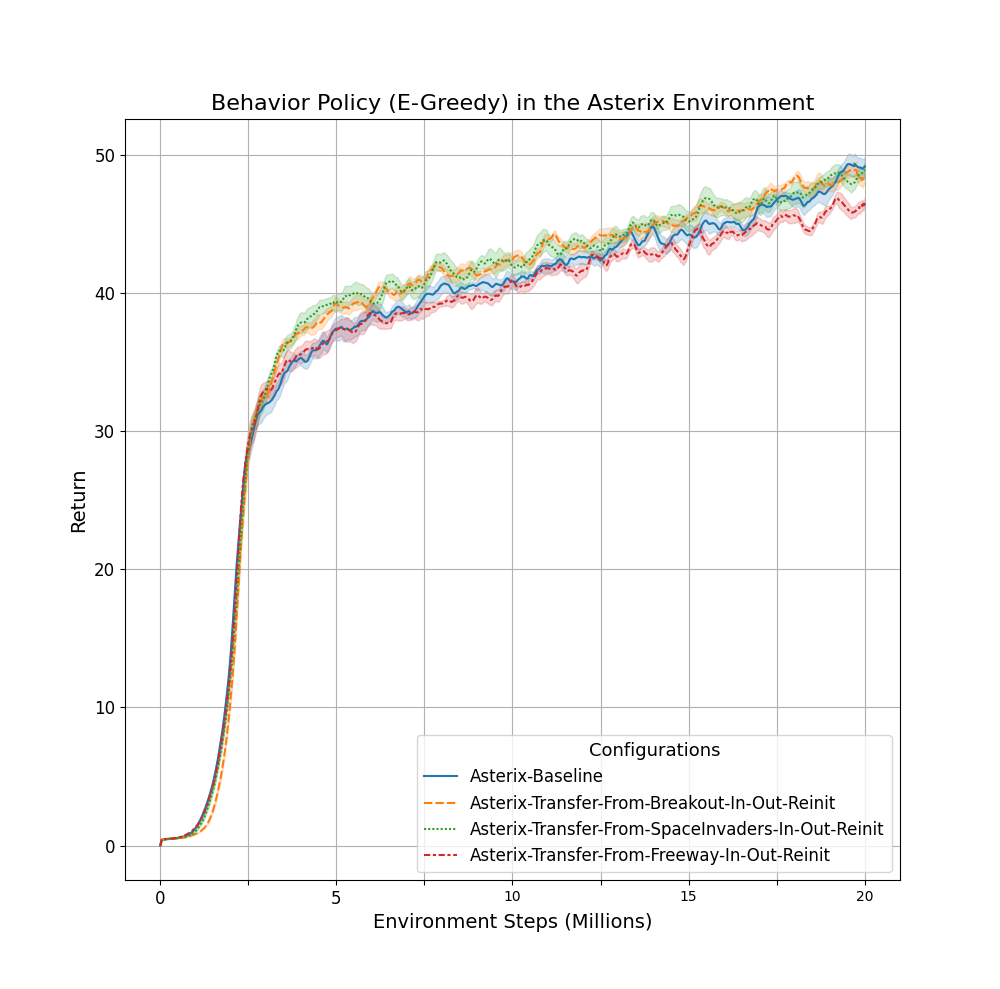 Behavior Policy (E-Greedy) in the Asterix Environment
50
40
30
20
10
0
Return
0
5
10
15
20
Environment Steps (Millions)
Configurations
Asterix-Baseline
Asterix-Transfer-From-Breakout-In-Out-Reinit
Asterix-Transfer-From-SpaceInvaders-In-Out-Reinit
Asterix-Transfer-From-Freeway-In-Out-Reinit